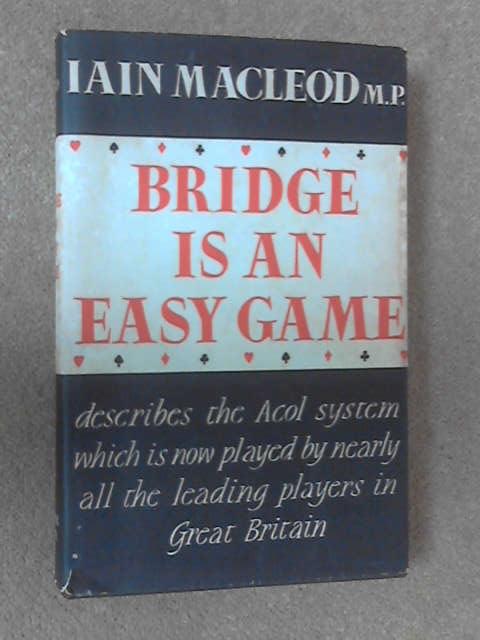 IAIN MACLEOD M.P.
BRIDGE
IS AN
EASY GAME
describes the Acol system
which is now played by nearly
all the leading players in
Great Britain